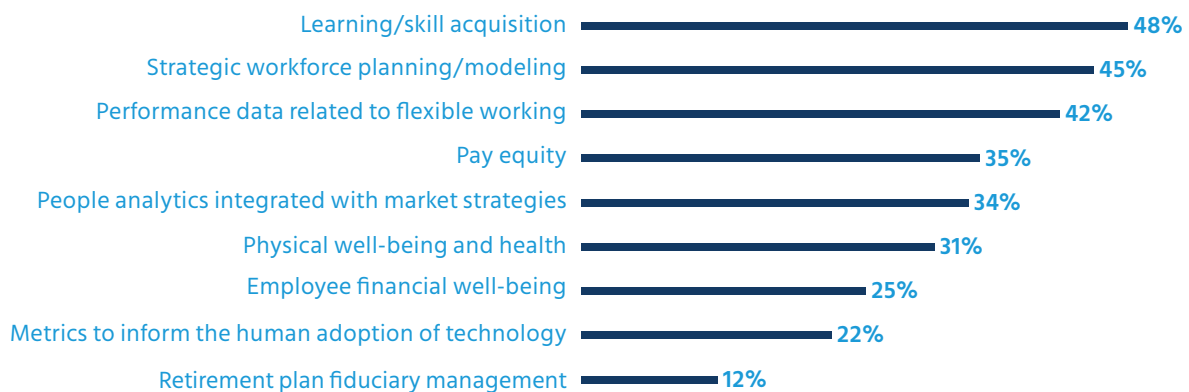 Learning/skill acquisition 48%
Strategic workforce planning/modeling 45%
Performance data related to flexible working 42%
Pay equity 35%
People analytics integrated with market strategies 34%
Physical well-being and health 31%
Employee financial well-being 25%
Metrics to inform the human adoption of technology 22%
Retirement plan fiduciary management 12%